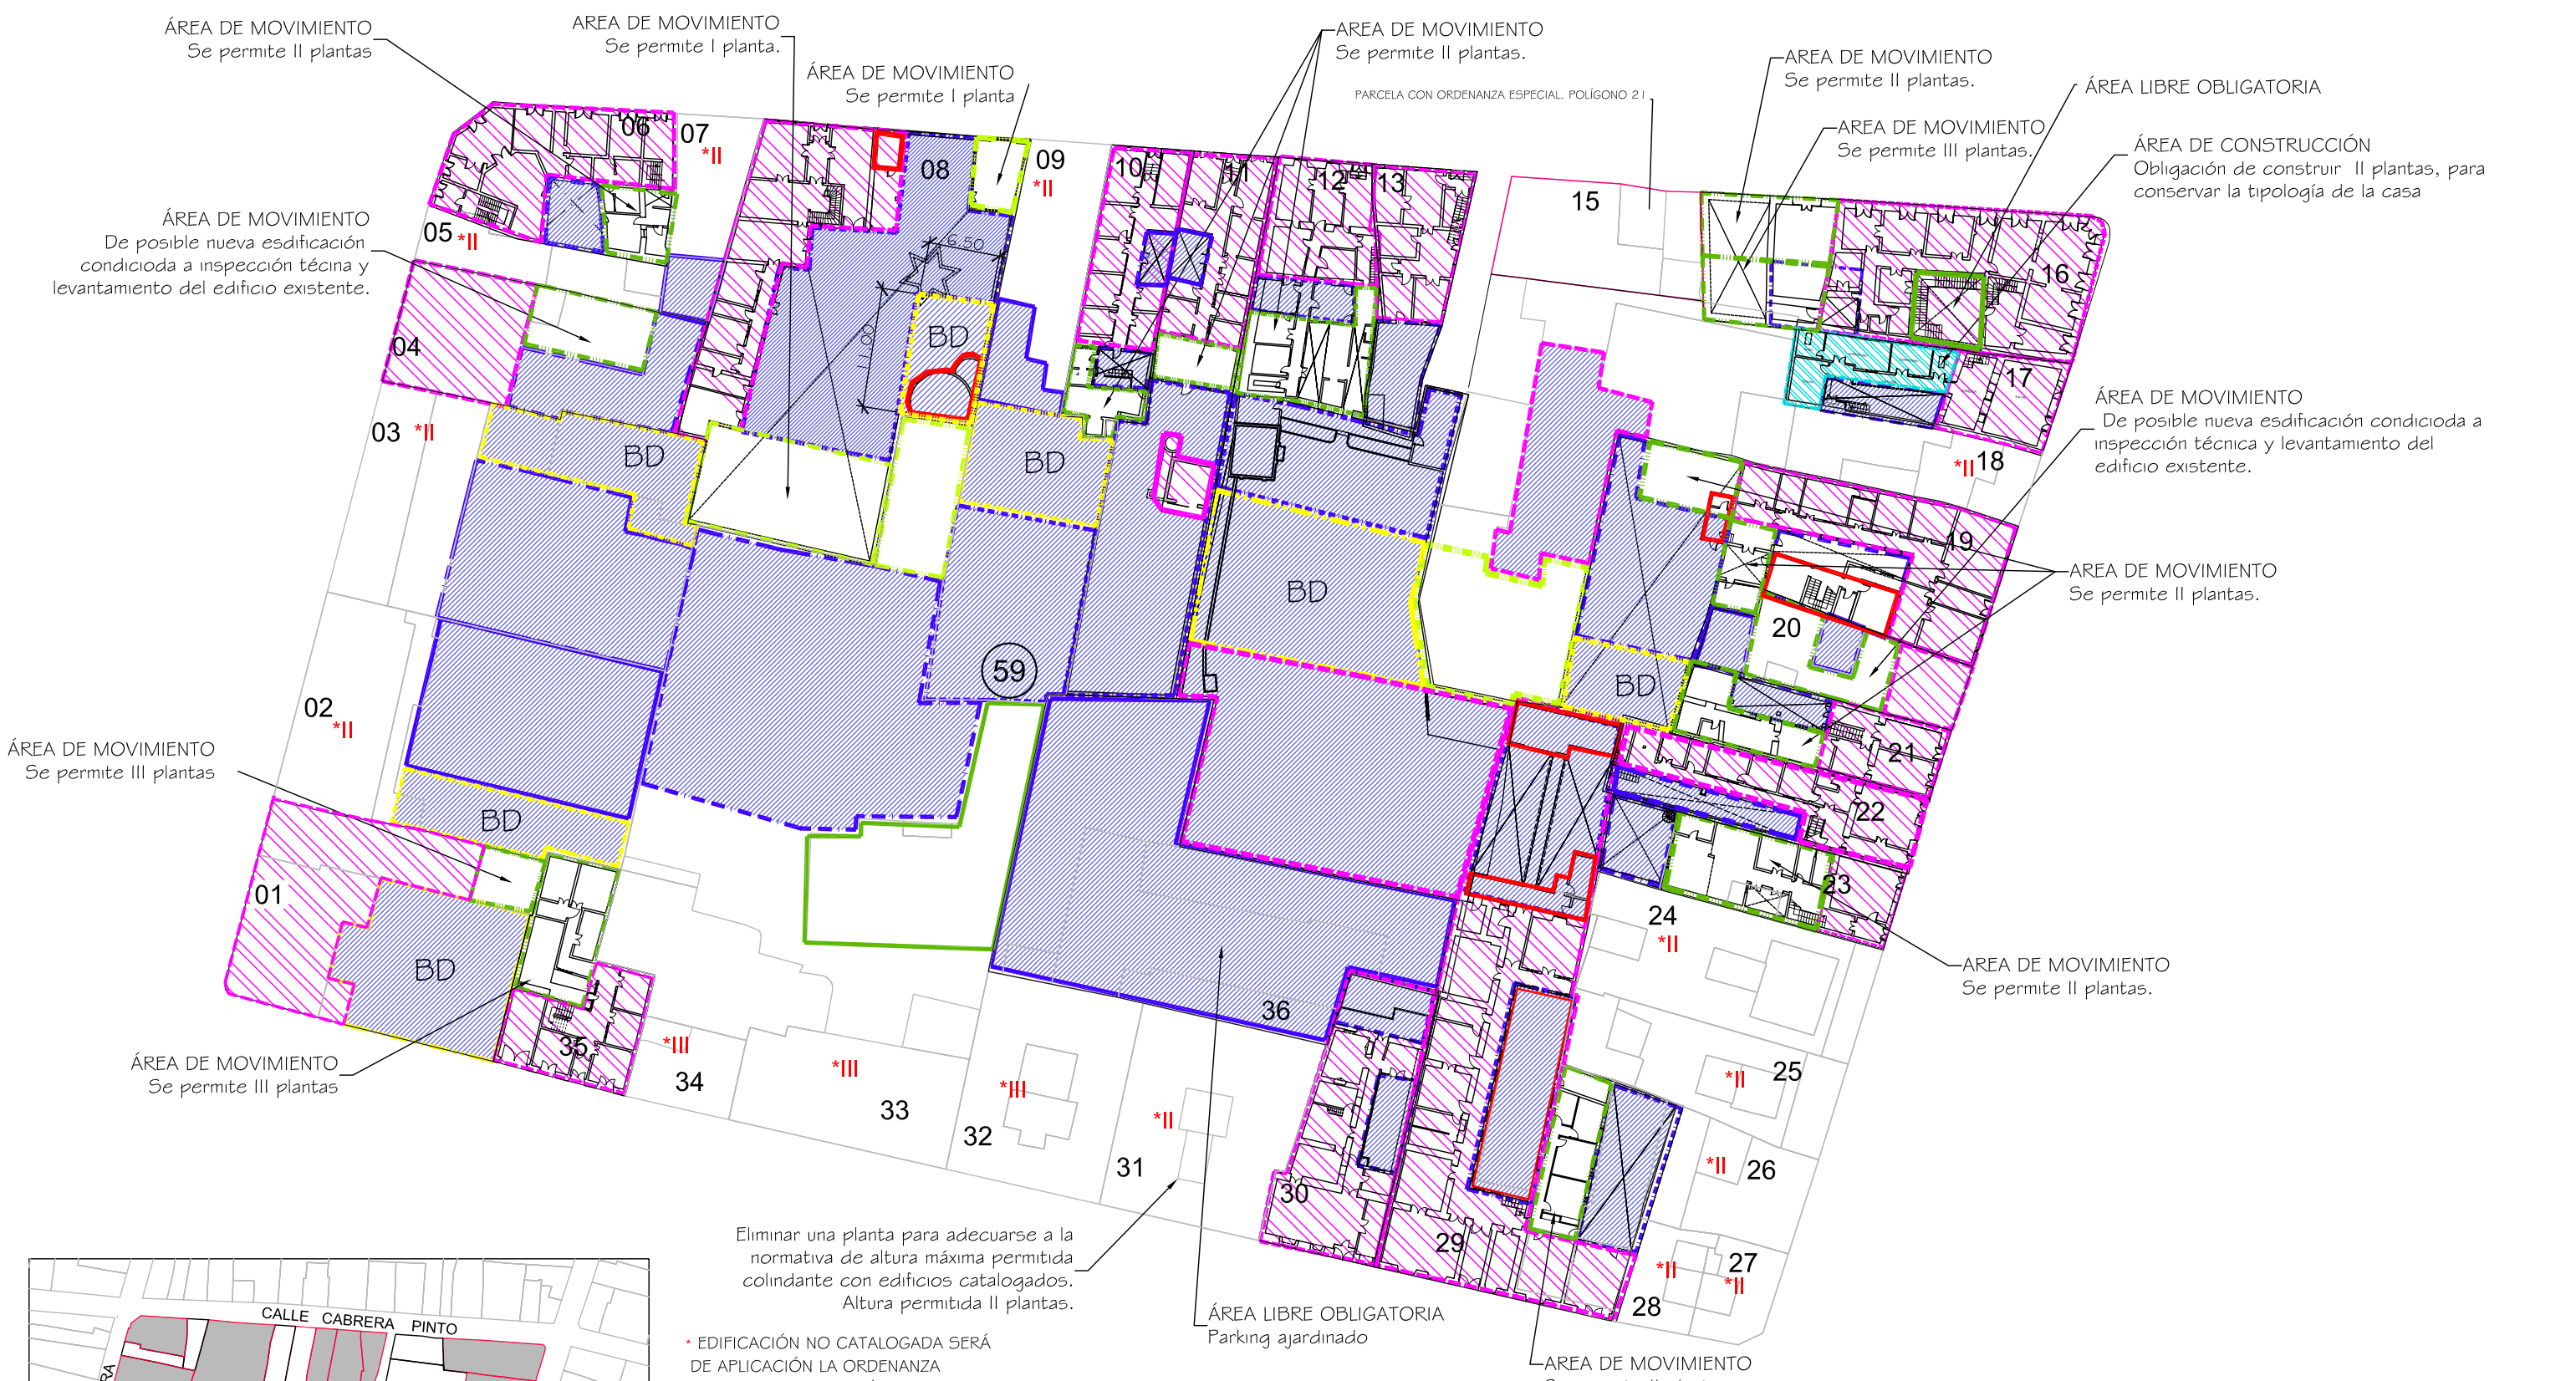 ÁREA DE MOVIMIENTO
Se permite II plantas
AREA DE MOVIMIENTO
Se permite I planta.
ÁREA DE MOVIMIENTO
Se permite I planta
AREA DE MOVIMIENTO
Se permite II plantas.
PARCELA CON ORDENANZA ESPECIAL. POLÍGONO 21
AREA DE MOVIMIENTO
Se permite II plantas.
AREA DE MOVIMIENTO
Se permite III plantas.
ÁREA LIBRE OBLIGATORIA
ÁREA DE CONSTRUCCIÓN
Obligación de construir II plantas, para
conservar la tipología de la casa
06
07
*II
08
09
*II
10
11
12
13
15
16
17
*II 18
ÁREA DE MOVIMIENTO
De posible nueva esdificación
condicioda a inspección técina y
levantamiento del edificio existente.
05 *II
04
03 *II
6.50
11.00
BD
BD
BD
BD
BD
BD
BD
59
ÁREA DE MOVIMIENTO
De posible nueva esdificación condicioda a
inspección técnica y levantamiento del
edificio existente.
19
20
AREA DE MOVIMIENTO
Se permite II plantas.
21
22
23
02
*II
ÁREA DE MOVIMIENTO
Se permite III plantas
01
24
*II
AREA DE MOVIMIENTO
Se permite II plantas.
ÁREA DE MOVIMIENTO
Se permite III plantas
35
*III
34
*III
33
*III
32
*II
31
36
30
29
25
*II
26
*II
27
*II
28
*II
Eliminar una planta para adecuarse a la
normativa de altura máxima permitida
colindante con edificios catalogados.
Altura permitida II plantas.
ÁREA LIBRE OBLIGATORIA
Parking ajardinado
AREA DE MOVIMIENTO
CALLE CABRERA PINTO
* EDIFICACIÓN NO CATALOGADA SERÁ
DE APLICACIÓN LA ORDENANZA